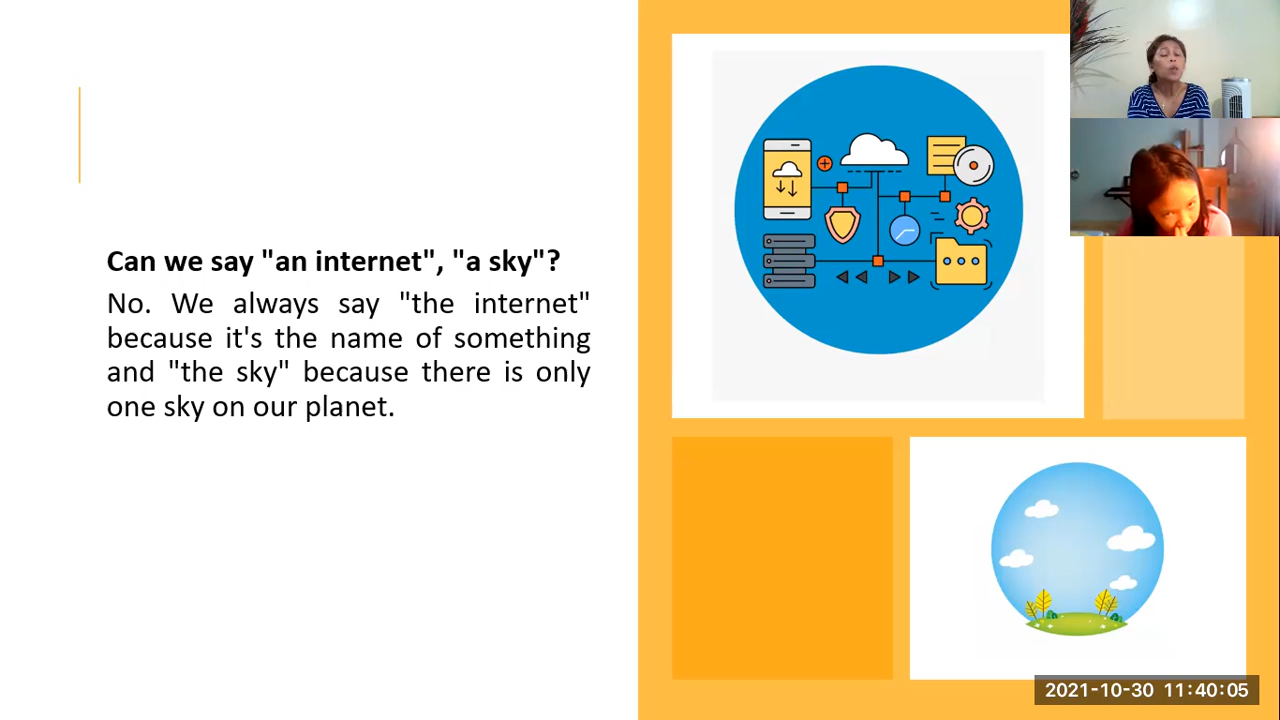 Can we say "an internet", "a sky"?
No. We always say "the internet"
because it's the name of something
and "the sky" because there is only
one sky on our planet.
2021-10-30 11:40:05